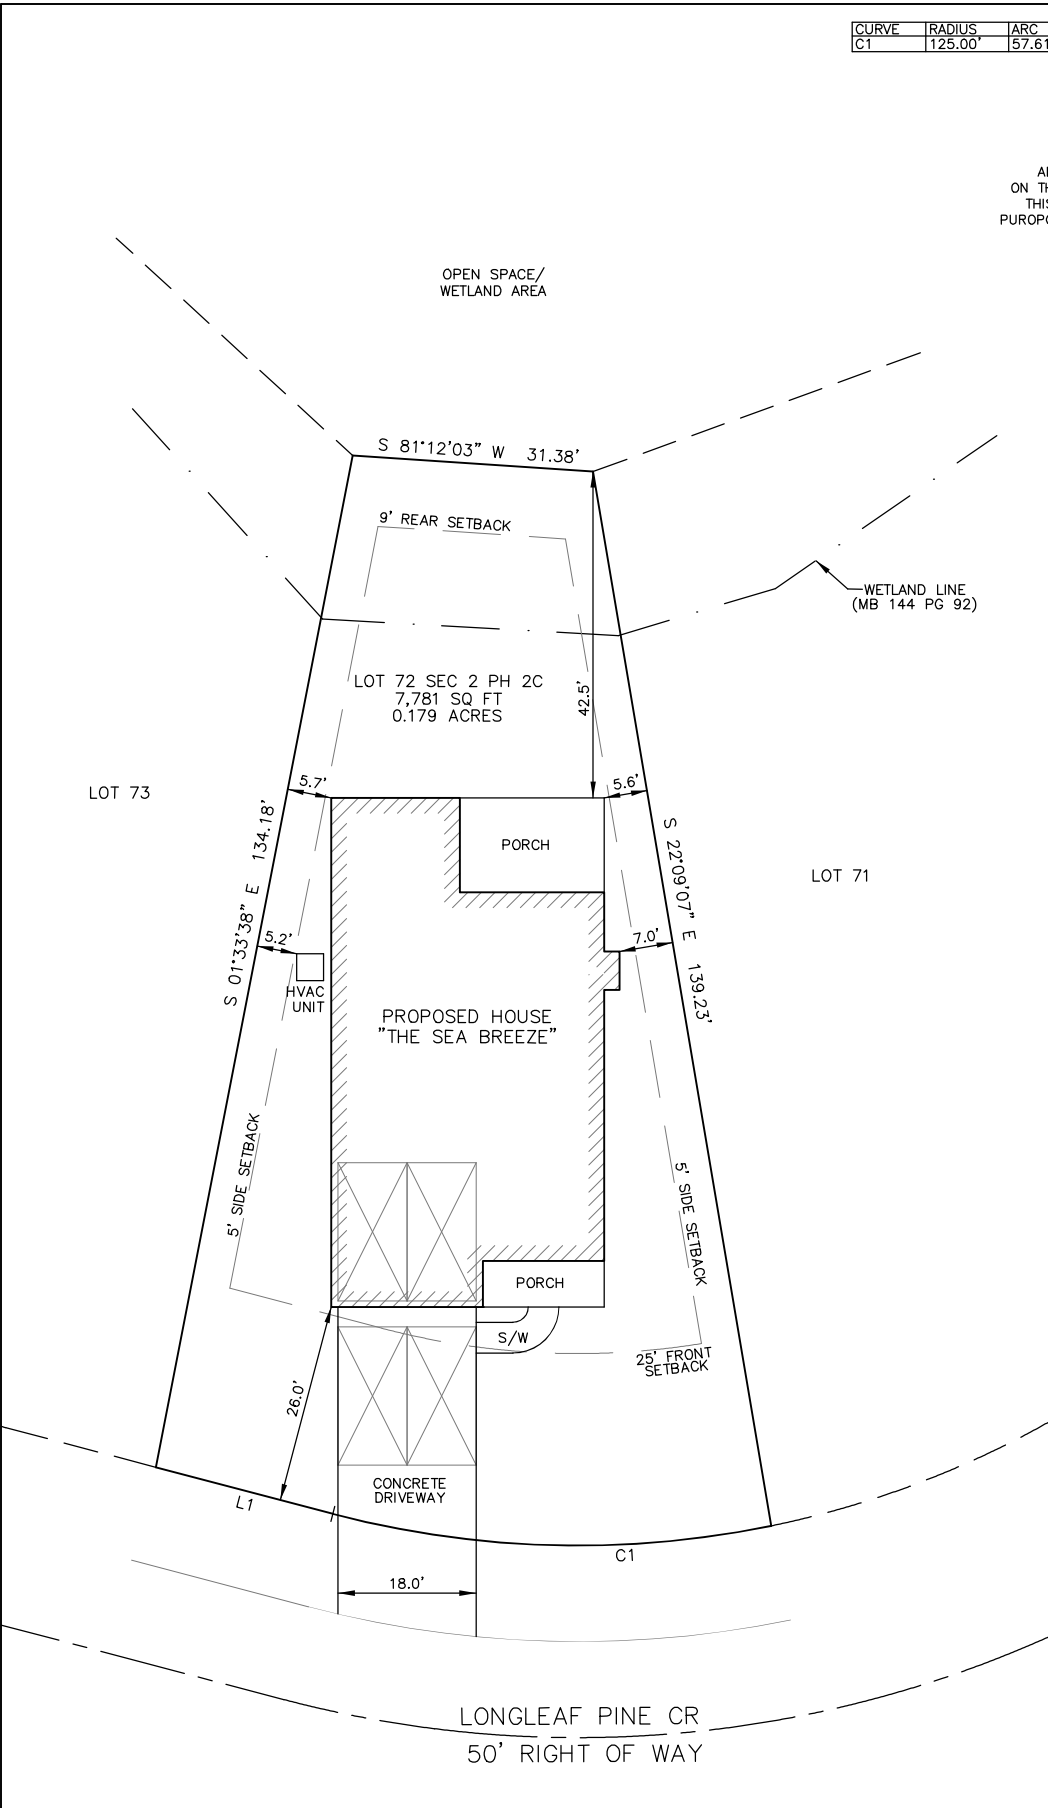 CURVE RADIUS ARC
C1 125.00' 57.61
ON
PUROPO
OPEN SPACE/
WETLAND AREA
S 81°12'03" W 31.38'
9' REAR SETBACK
WETLAND LINE
(MB 144 PG 92)
LOT 72 SEC 2 PH 2C
7,781 SQ FT
0.179 ACRES
42.5'
5.7'
5.6'
LOT 73
S 01°33'38" E 134.18'
PORCH
S 22°09'07" E 139.23'
LOT 71
5.2'
7.0'
HVAC
UNIT
PROPOSED HOUSE
"THE SEA BREEZE"
5' SIDE SETBACK
5' SIDE SETBACK
PORCH
S/W
25' FRONT
SETBACK
26.0'
CONCRETE
DRIVEWAY
L1
C1
18.0'
LONGLEAF PINE CR
50' RIGHT OF WAY